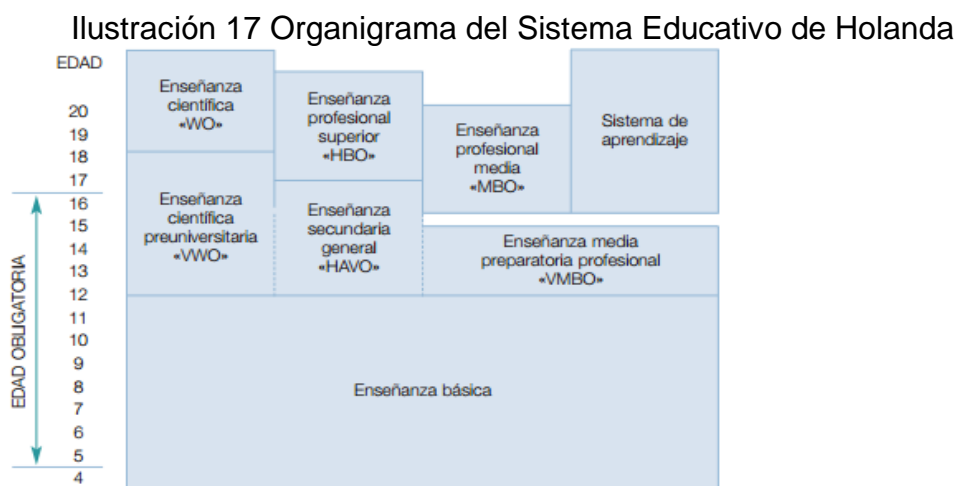 Ilustración 17 Organigrama del Sistema Educativo de Holanda
EDAD
20
19
18
17
16
15
14
13
12
11
10
9
8
7
6
5
4
EDAD OBLIGATORIA
Enseñanza
científica
«WO»
Enseñanza
profesional
superior
«HBO»
Enseñanza
profesional
media
«MBO»
Sistema de
aprendizaje
Enseñanza
científica
preuniversitaria
«VWO»
Enseñanza
secundaria
general
«HAVO»
Enseñanza media
preparatoria profesional
«VMBO»
Enseñanza básica